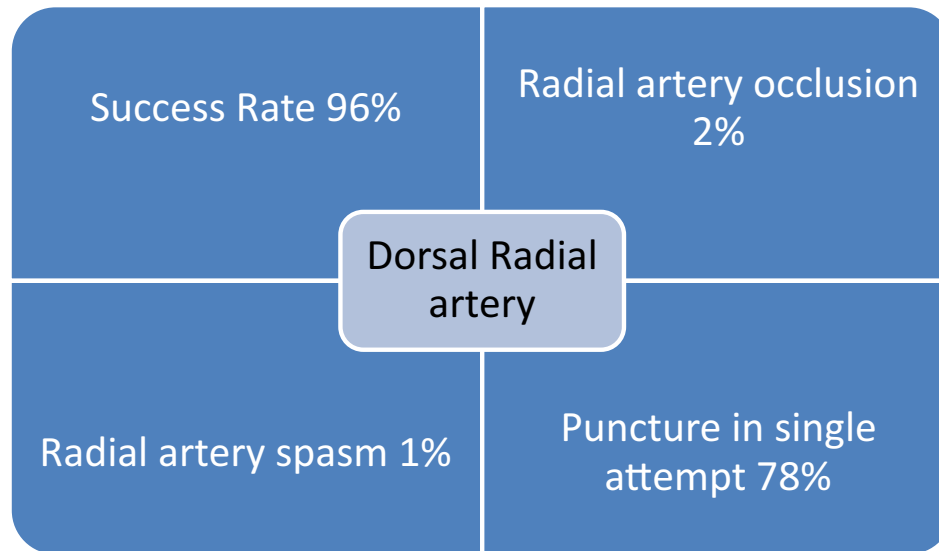 Success Rate 96%
Radial artery occlusion
2%
Dorsal Radial
artery
Radial artery spasm 1%
Puncture in single
attempt 78%